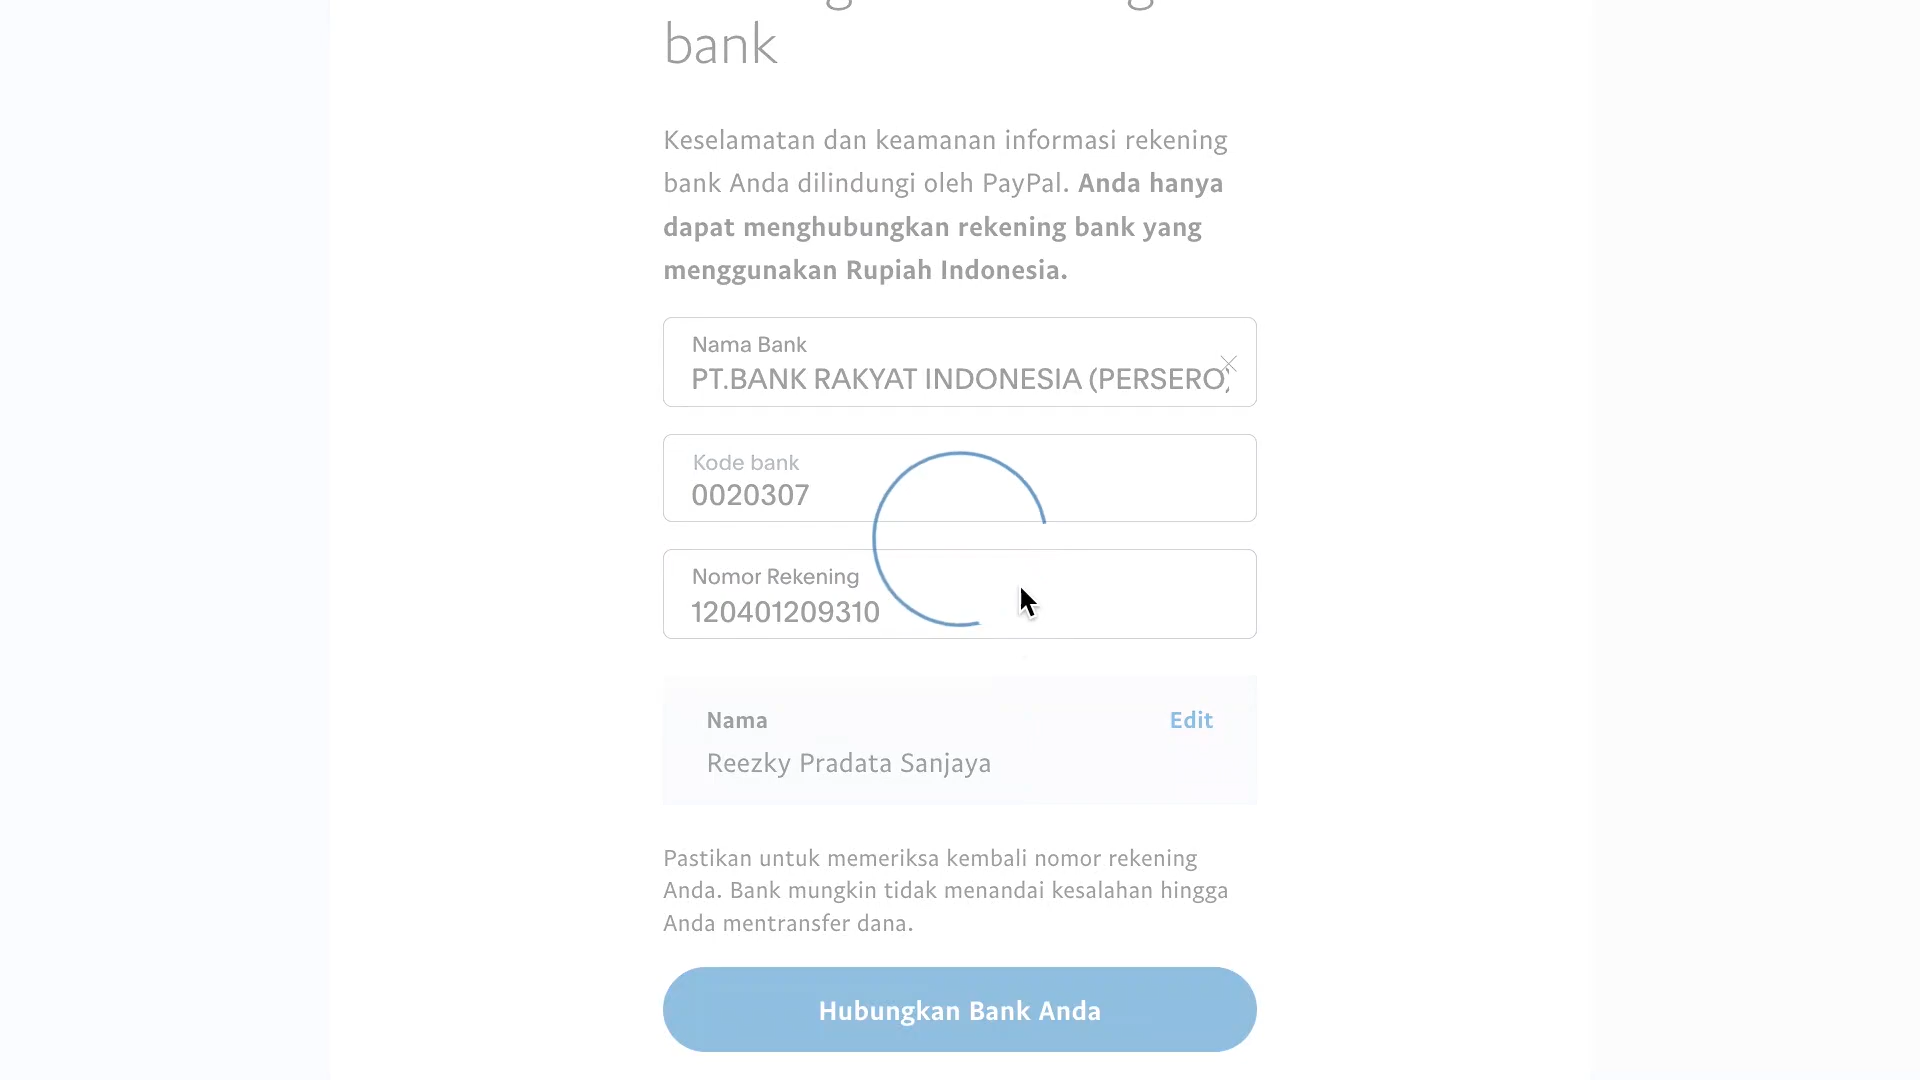 bank
Keselamatan dan keamanan informasi rekening
bank Anda dilindungi oleh PayPal. Anda hanya
dapat menghubungkan rekening bank yang
menggunakan Rupiah Indonesia.
Nama Bank
PT.BANK RAKYAT INDONESIA (PERSERO)
Kode bank
0020307
Nomor Rekening
120401209310
Nama
Edit
Reezky Pradata Sanjaya
Pastikan untuk memeriksa kembali nomor rekening
Anda. Bank mungkin tidak menandai kesalahan hingga
Anda mentransfer dana.
Hubungkan Bank Anda